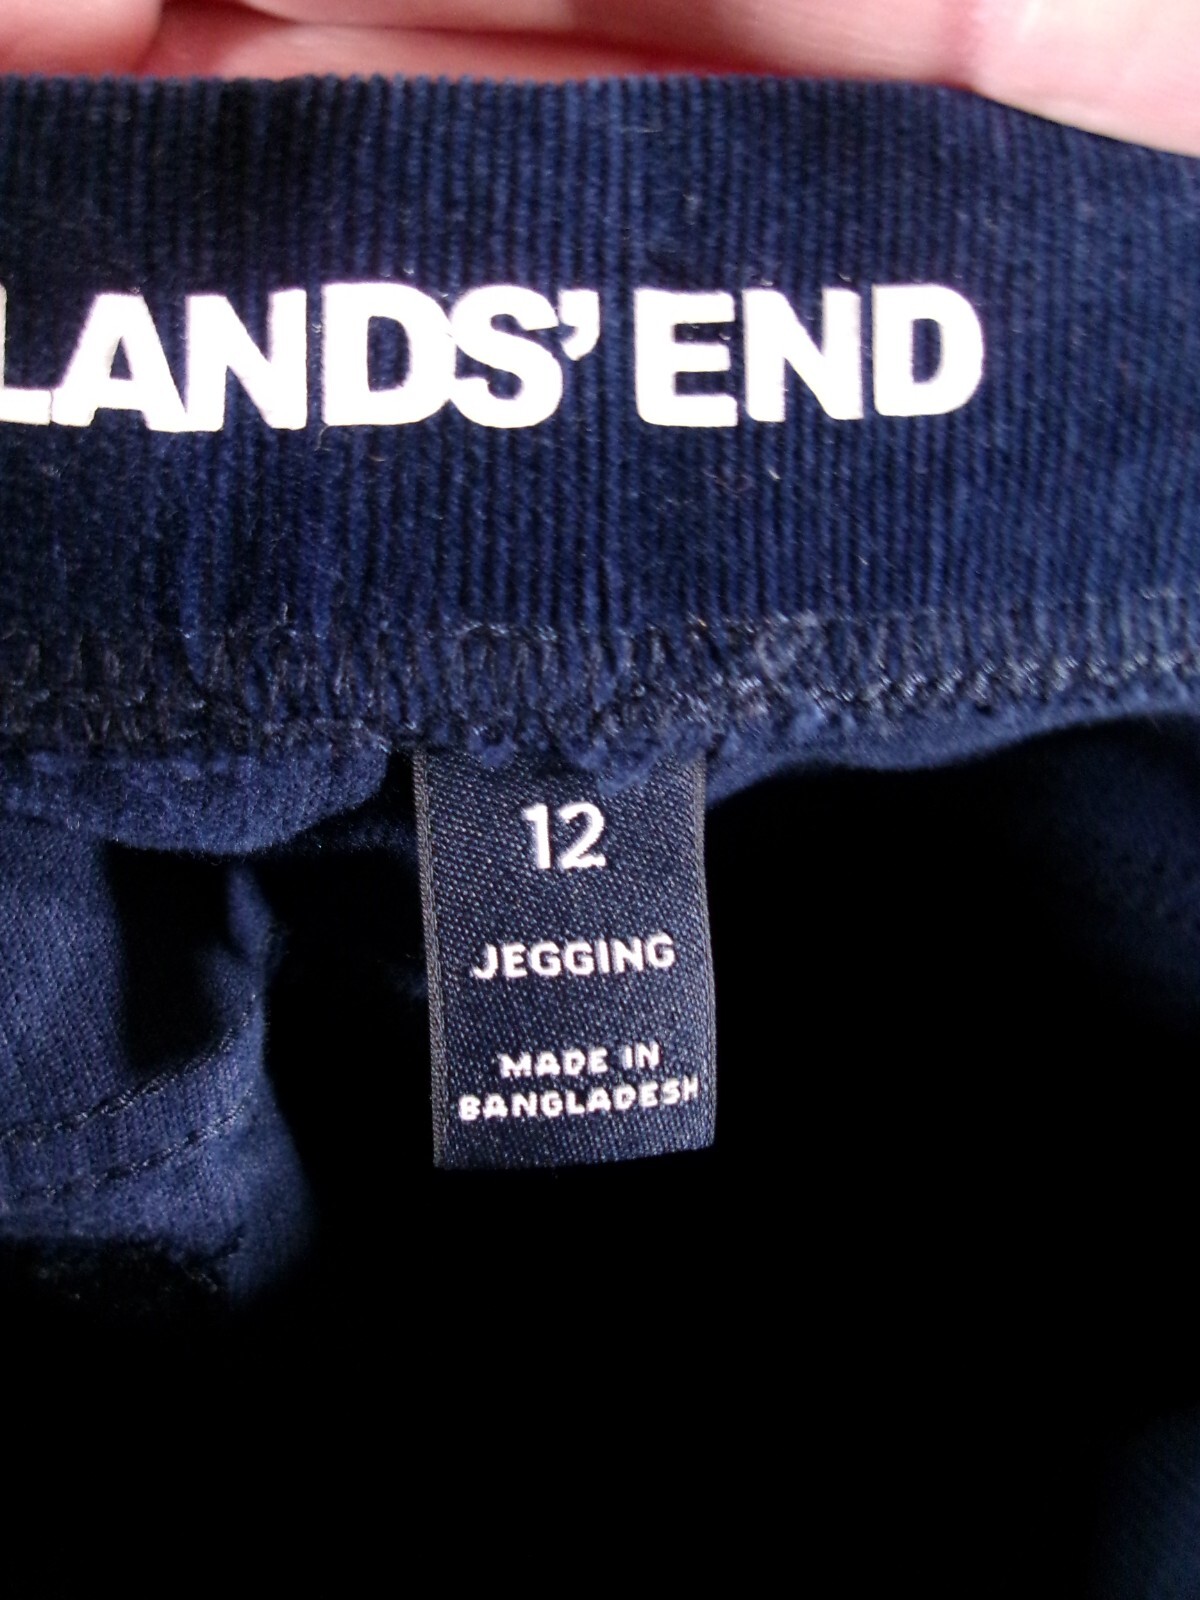 LANDS' END
12
JEGGING
MADE IN
BANGLADESH